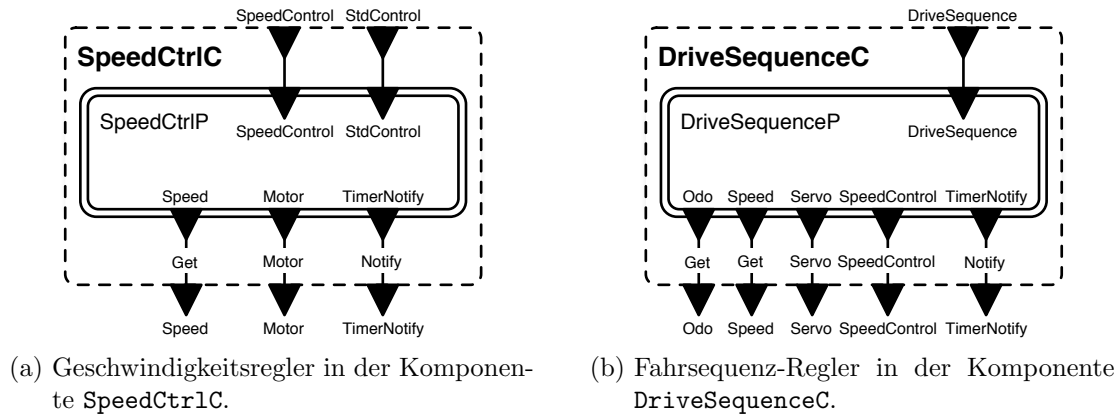 SpeedControl StdControl
SpeedCtrlC
SpeedCtrlP
SpeedControl StdControl
Speed Motor TimerNotify
Get Motor Notify
Speed Motor TimerNotify
(a) Geschwindigkeitsregler in der Komponen-
te SpeedCtrlC.
DriveSequence
DriveSequenceC
DriveSequenceP
DriveSequence
Odo Speed Servo SpeedControl TimerNotify
Get Get Servo SpeedControl Notify
Odo Speed Servo SpeedControl TimerNotify
(b) Fahrsequenz-Regler in der Komponente
DriveSequenceC.